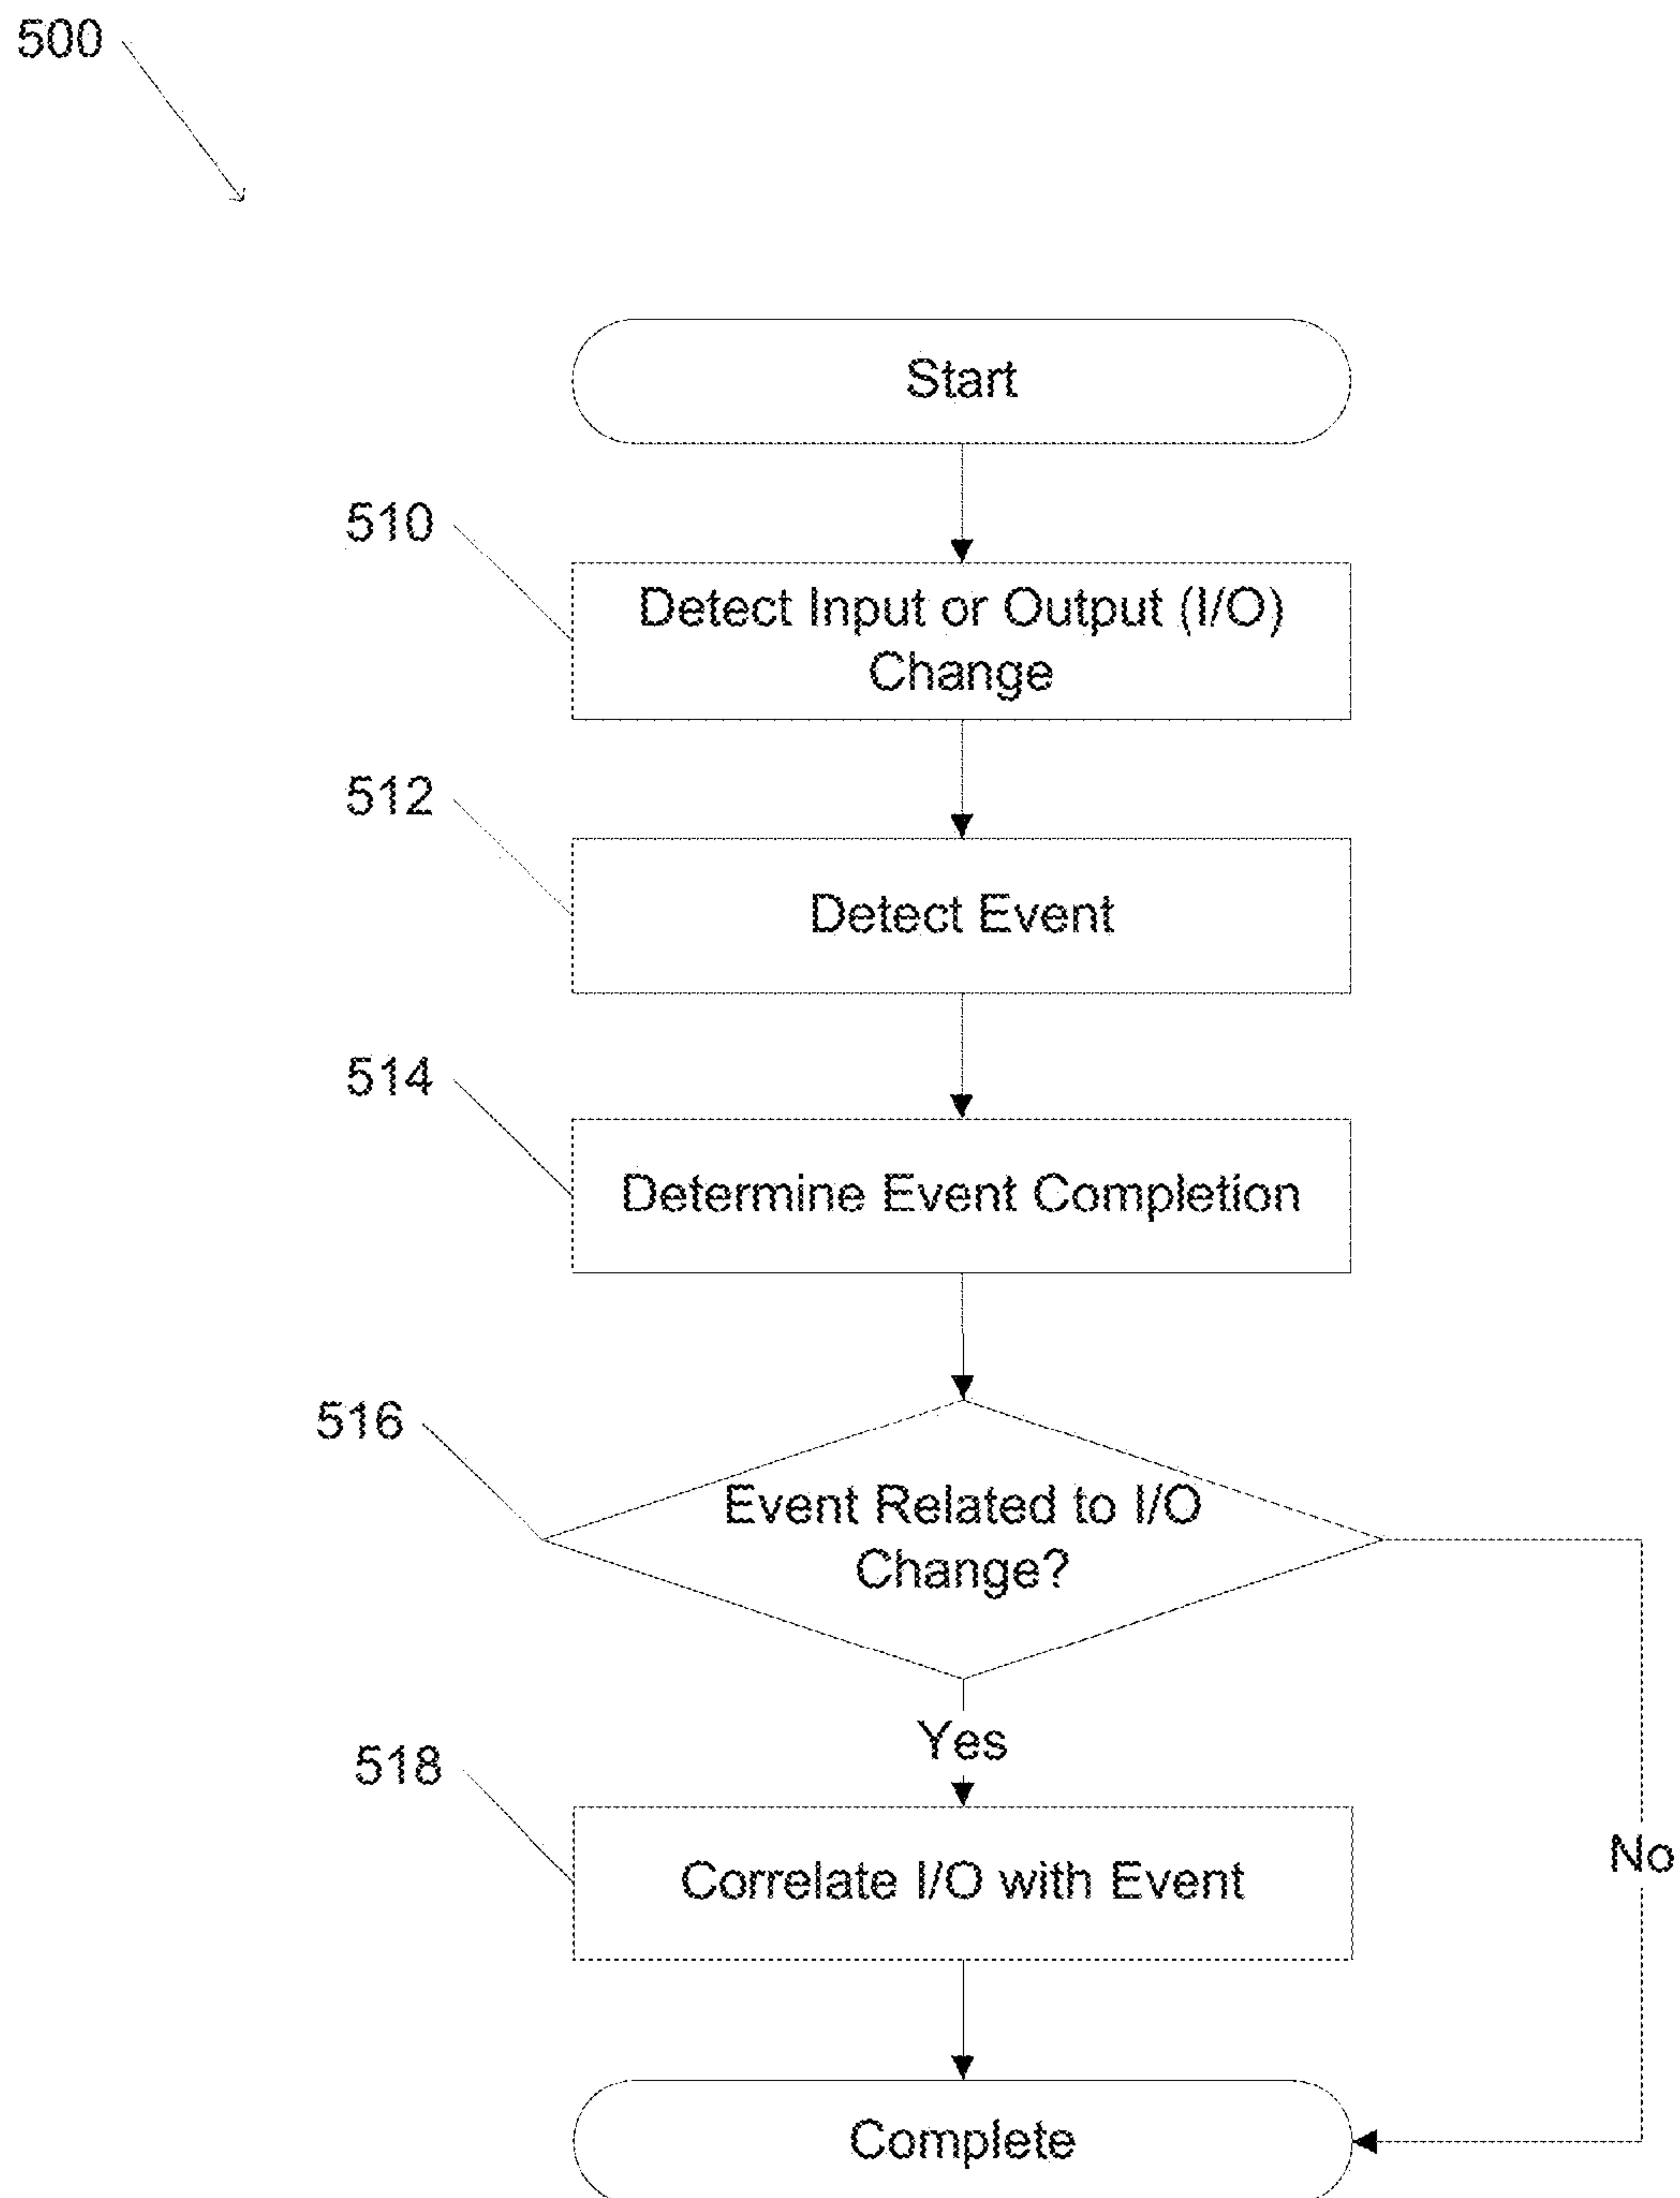 500
Start
510
Detect Input or Output (I/O)
Change
512
Detect Event
514
Determine Event Completion
516
Event Related to I/O
Change?
Yes
518
Correlate I/O with Event
No
Complete